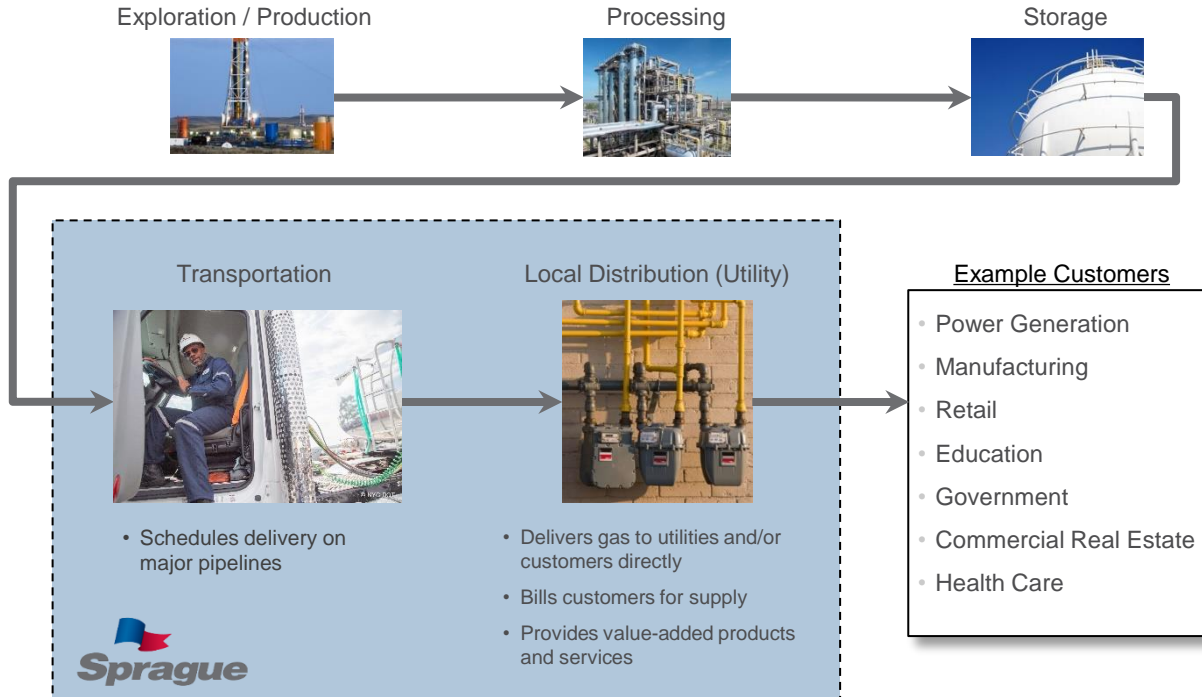 Exploration / Production
Processing
Storage
Transportation
Local Distribution (Utility)
Example Customers
• Schedules delivery on
major pipelines
• Delivers gas to utilities and/or
customers directly
• Bills customers for supply
• Provides value-added products
and services
• Power Generation
• Manufacturing
• Retail
• Education
• Government
• Commercial Real Estate
• Health Care
© NYC DOT
Sprague